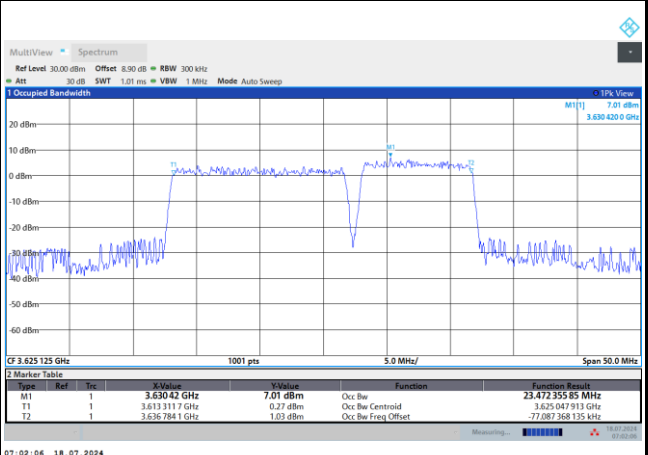 MultiView Spectrum
Ref Level 30.00 dBm Offset 8.90 dB RBW 300 kHz
Att 30 dB SWT 1.01 ms VBW 1 MHz Mode Auto Sweep
1 Occupied Bandwidth 1Pk View
M1[1] 7.01 dBm
3.630 420 0 GHz
20 dBm
10 dBm
M1
T1 T2
0 dBm
-10 dBm
-20 dBm
-30 dBm
-40 dBm
-50 dBm
-60 dBm
CF 3.625 125 GHz 1001 pts 5.0 MHz/ Span 50.0 MHz
2 Marker Table
Type Ref Trc X-Value Y-Value Function Function Result
M1 1 3.630 42 GHz 7.01 dBm Occ Bw 23.472 355 85 MHz
T1 1 3.613 311 7 GHz 0.27 dBm Occ Bw Centroid 3.625 047 913 GHz
T2 1 3.636 784 1 GHz 1.03 dBm Occ Bw Freq Offset -77.087 368 135 kHz
Measuring... 18.07.2024
07:02:06
07:02:06 18.07.2024